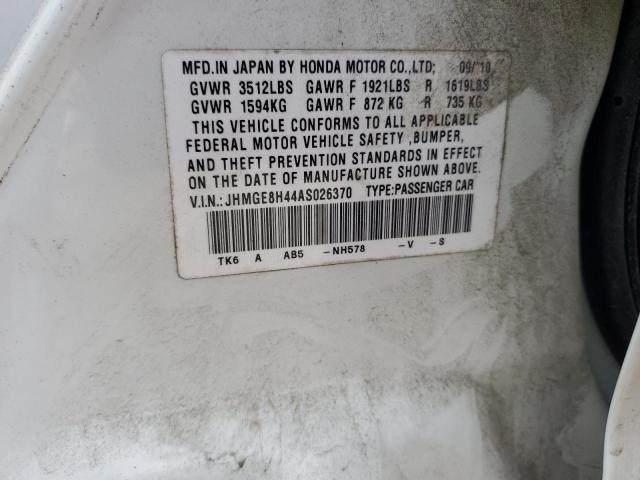 MFD.IN JAPAN BY HONDA MOTOR CO.,LTD; 09/10
GVWR 3512LBS GAWR F 1921LBS R 1619LBS
GVWR 1594KG GAWR F 872 KG R 735 KG
THIS VEHICLE CONFORMS TO ALL APPLICABLE
FEDERAL MOTOR VEHICLE SAFETY ,BUMPER,
AND THEFT PREVENTION STANDARDS IN EFFECT
ON THE DATE OF MANUFACTURE SHOWN ABOVE.
V.I.N.:JHMGE8H44AS026370 TYPE:PASSENGER CAR
TK6 A AB5 -NH578 -V -S